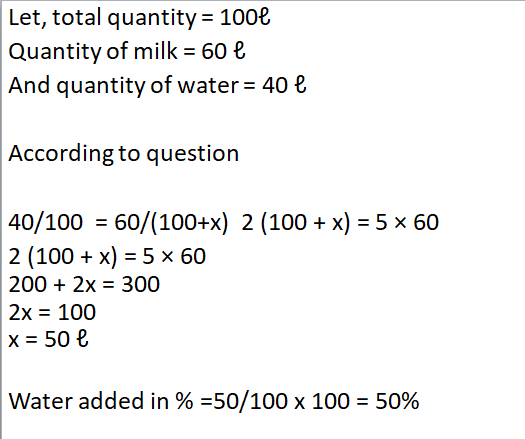 Let, total quantity = 100ℓ
Quantity of milk = 60 ℓ
And quantity of water = 40 ℓ
According to question
40/100  = 60/(100+x)  2 (100 + x) = 5 × 60
2 (100 + x) = 5 × 60
200 + 2x = 300
2x = 100
x = 50 ℓ
Water added in % =50/100 x 100 = 50%